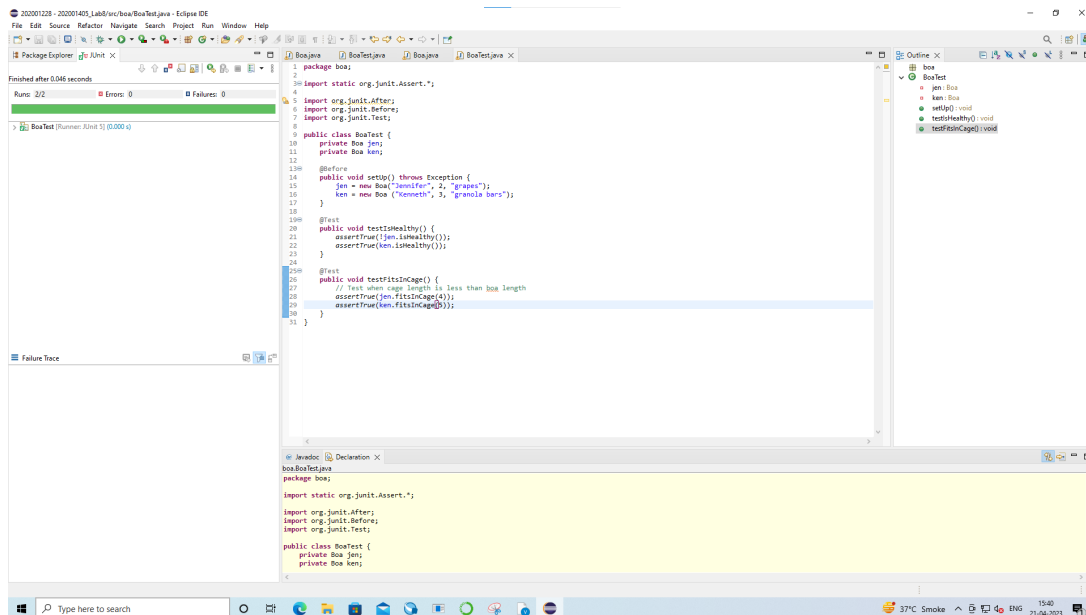 202001228 - 202001405_Lab8/src/boa/BoaTest.java - Eclipse IDE
File Edit Source Refactor Navigate Search Project Run Window Help
Package Explorer JUnit
Finished after 0.046 seconds
Runs: 2/2 Errors: 0 Failures: 0
BoaTest [Runner: JUnit 5] (0.000 s)
Failure Trace
Boa.java BoaTest.java Boa.java BoaTest.java
1 package boa;
2
3 import static org.junit.Assert.*;
4
5 import org.junit.After;
6 import org.junit.Before;
7 import org.junit.Test;
8
9 public class BoaTest {
10 private Boa jen;
11 private Boa ken;
12
13 @Before
14 public void setUp() throws Exception {
15 jen = new Boa("Jennifer", 2, "grapes");
16 ken = new Boa ("Kenneth", 3, "granola bars");
17 }
18
19 @Test
20 public void testIsHealthy() {
21 assertTrue(!jen.isHealthy());
22 assertTrue(ken.isHealthy());
23 }
24
25 @Test
26 public void testFitsInCage() {
27 // Test when cage length is less than boa length
28 assertTrue(jen.fitsInCage(4));
29 assertTrue(ken.fitsInCage(5));
30 }
31 }
Outline
boa
BoaTest
jen : Boa
ken : Boa
setUp() : void
testIsHealthy() : void
testFitsInCage() : void
Javadoc Declaration
boa.BoaTest.java
package boa;

import static org.junit.Assert.*;

import org.junit.After;
import org.junit.Before;
import org.junit.Test;

public class BoaTest {
private Boa jen;
private Boa ken;
Type here to search
37°C Smoke ENG 15:40
21-04-2023